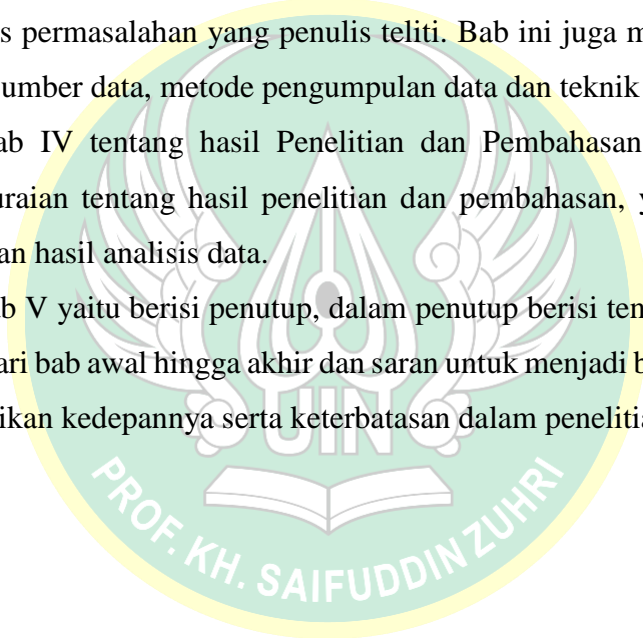 s permasalahan yang penulis teliti. Bab ini juga m
umber data, metode pengumpulan data dan teknik
ab IV tentang hasil Penelitian dan Pembahasan
uraian tentang hasil penelitian dan pembahasan, y
an hasil analisis data.
ab V yaitu berisi penutup, dalam penutup berisi ten
ari bab awal hingga akhir dan saran untuk menjadi b
ikan kedepannya serta keterbatasan dalam peneliti
UIN
PROF. KH. SAIFUDDIN ZUHRI